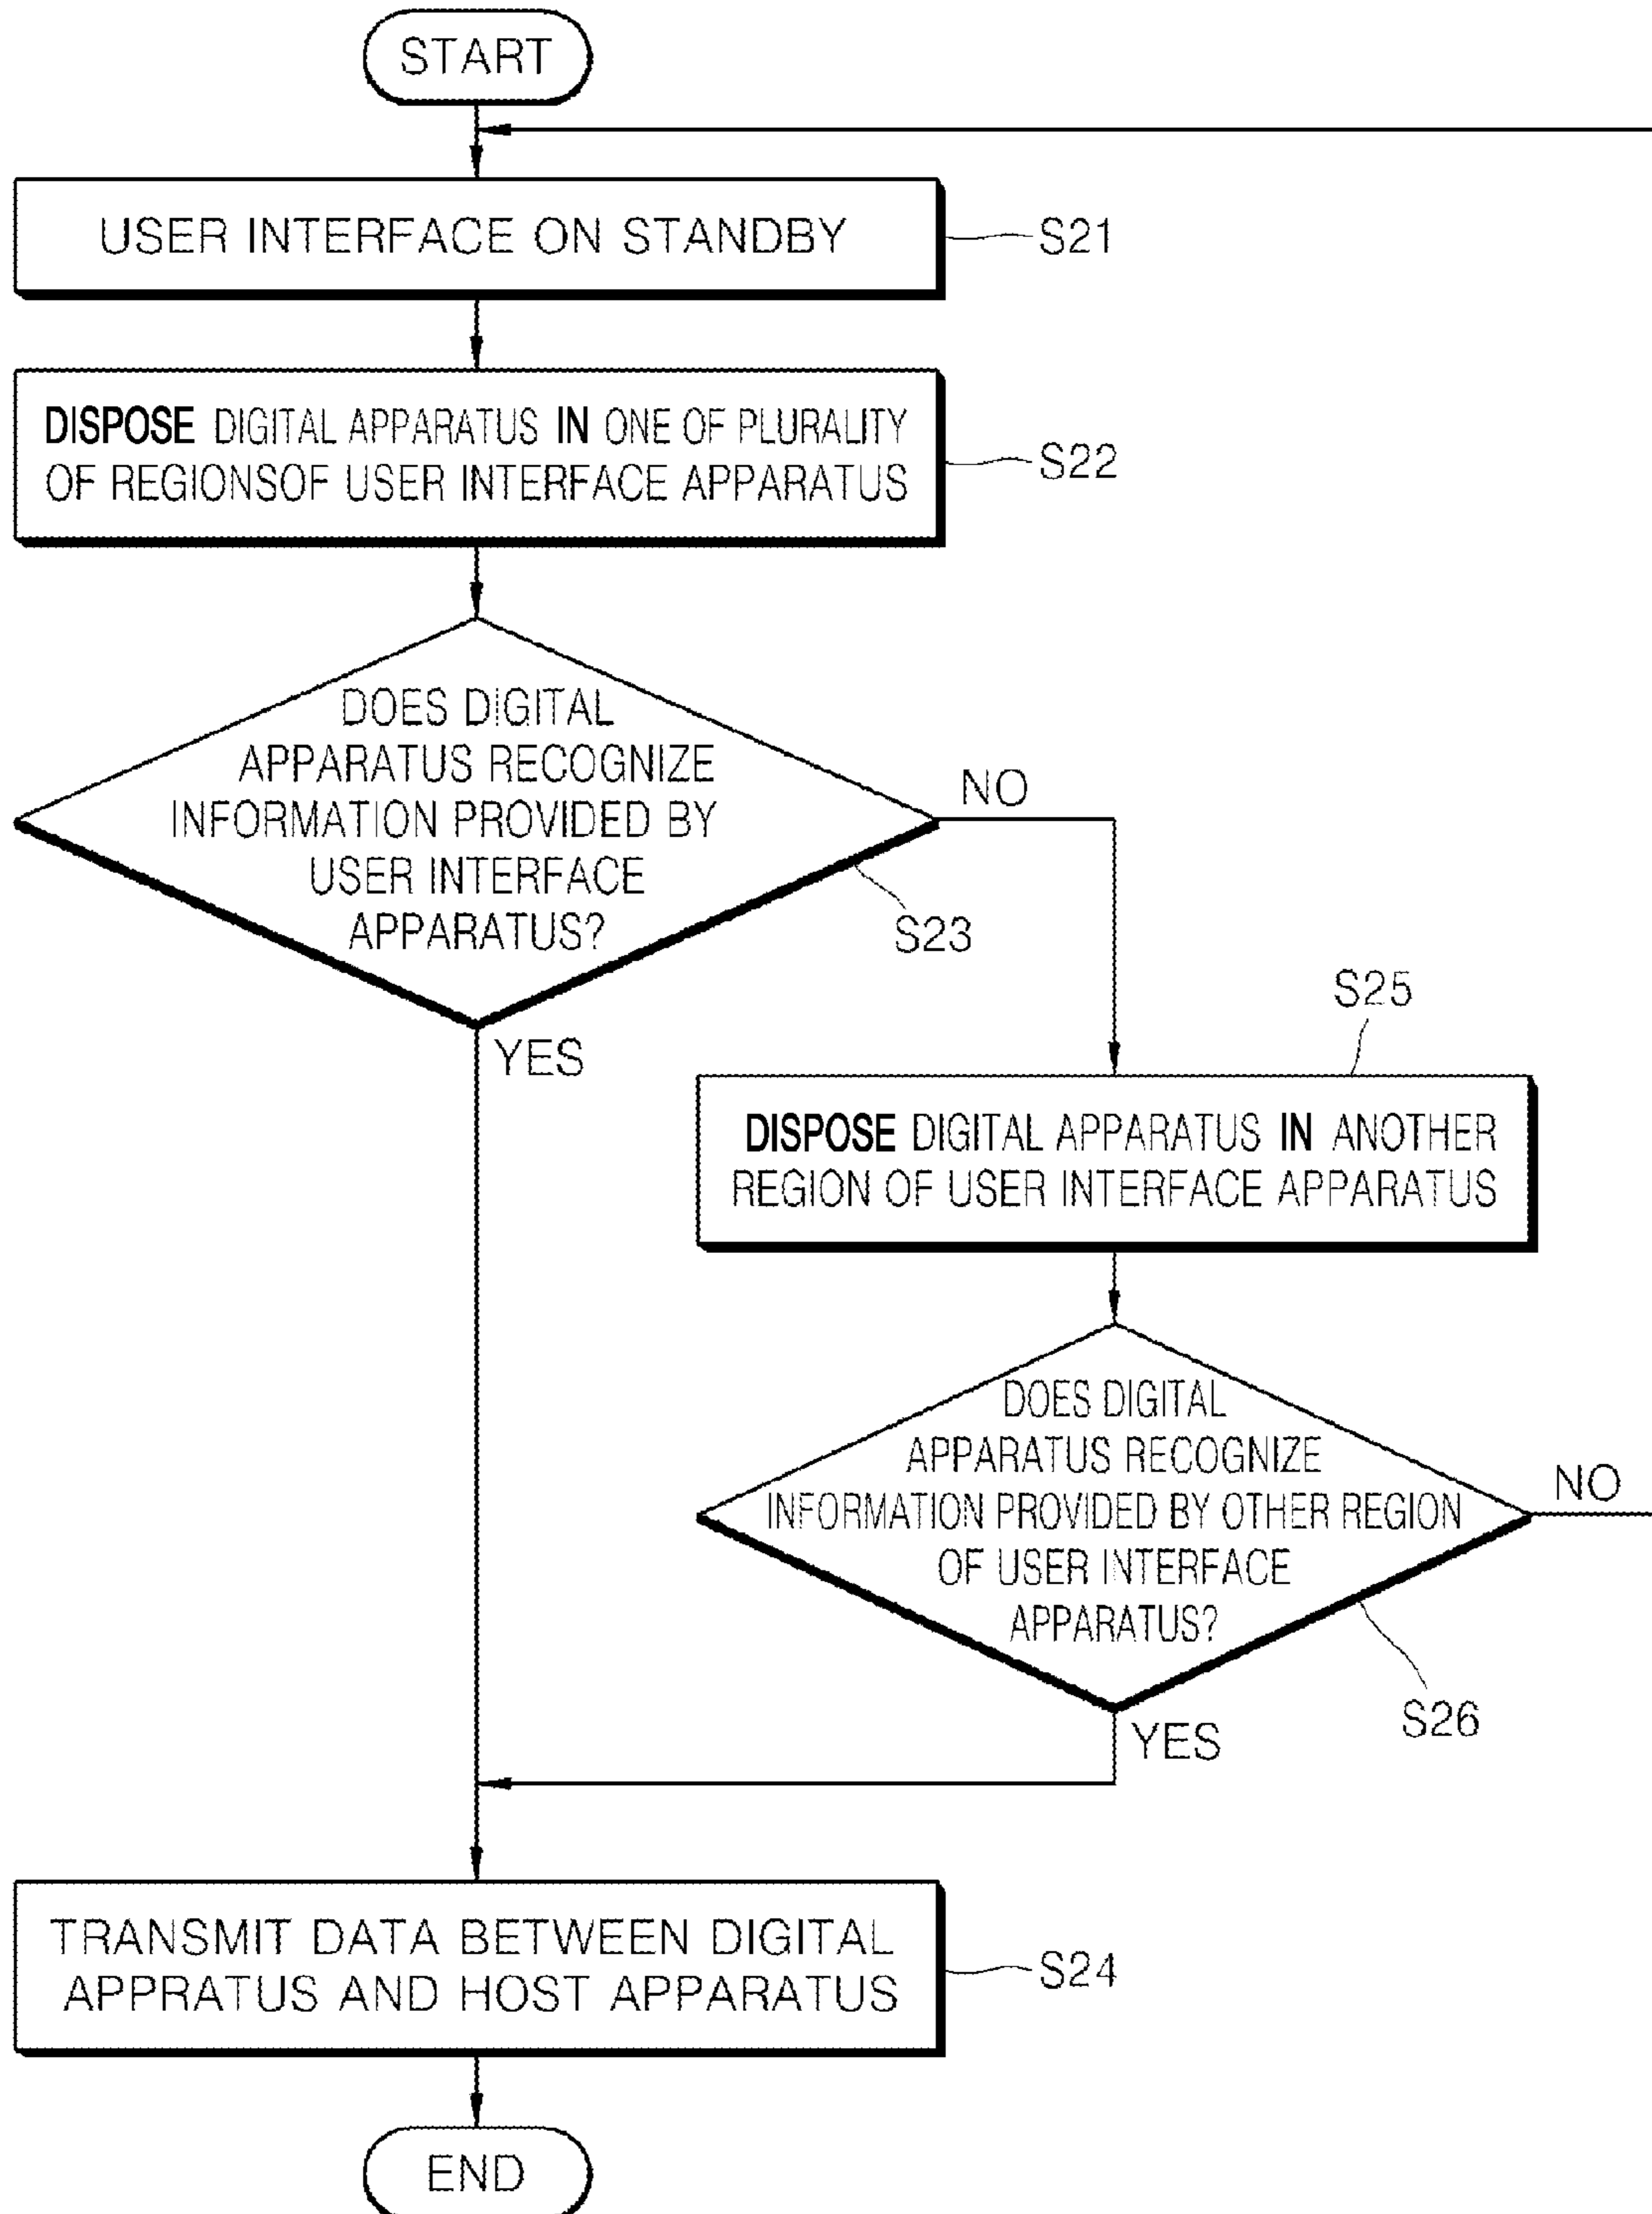 START
USER INTERFACE ON STANDBY
S21
DISPOSE DIGITAL APPARATUS IN ONE OF PLURALITY
OF REGIONSOF USER INTERFACE APPARATUS
S22
DOES DIGITAL
APPARATUS RECOGNIZE
INFORMATION PROVIDED BY
USER INTERFACE
APPARATUS?
NO
S23
YES
S25
DISPOSE DIGITAL APPARATUS IN ANOTHER
REGION OF USER INTERFACE APPARATUS
DOES DIGITAL
APPARATUS RECOGNIZE
INFORMATION PROVIDED BY OTHER REGION
OF USER INTERFACE
APPARATUS?
NO
S26
YES
TRANSMIT DATA BETWEEN DIGITAL
APPRATUS AND HOST APPARATUS
S24
END